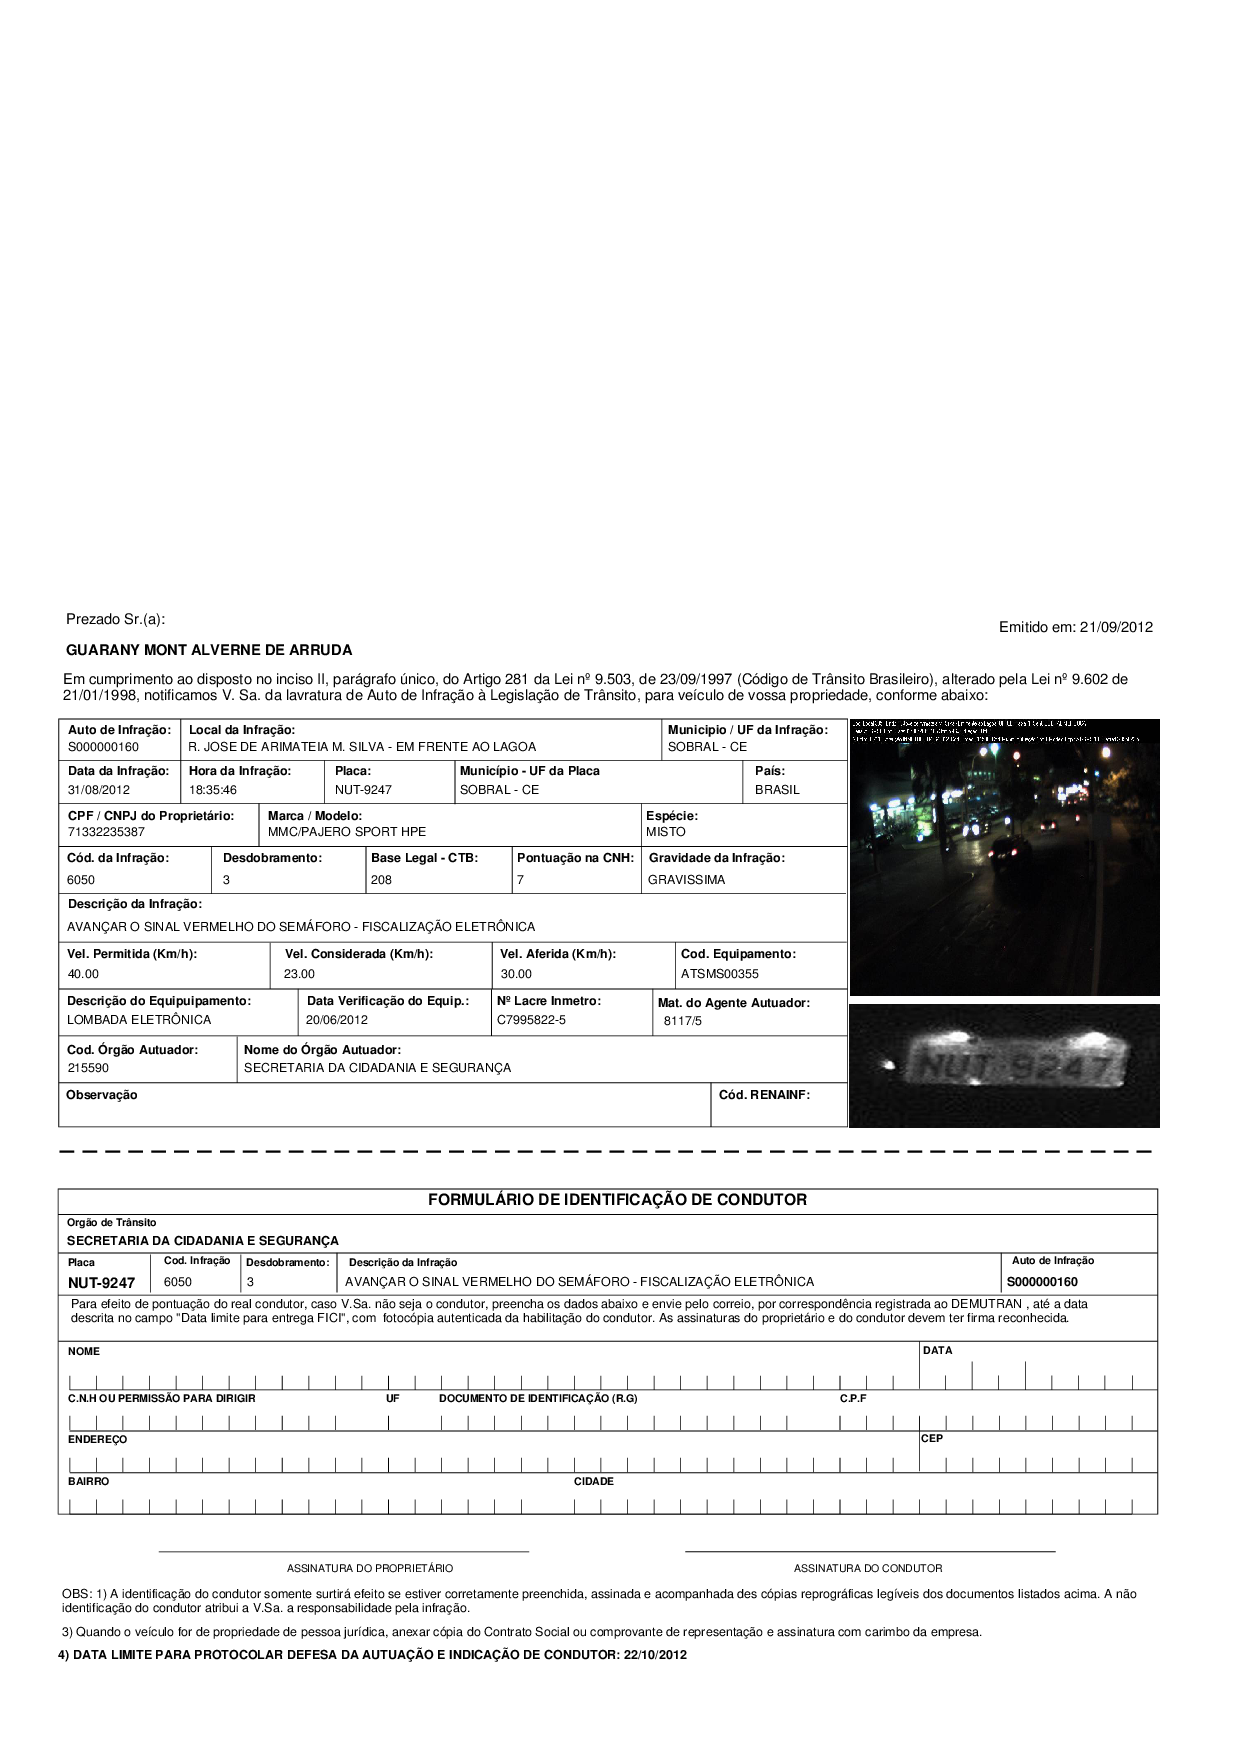 Prezado Sr.(a):
Emitido em: 21/09/2012
GUARANY MONT ALVERNE DE ARRUDA
Em cumprimento ao disposto no inciso II, parágrafo único, do Artigo 281 da Lei nº 9.503, de 23/09/1997 (Código de Trânsito Brasileiro), alterado pela Lei nº 9.602 de
21/01/1998, notificamos V. Sa. da lavratura de Auto de Infração à Legislação de Trânsito, para veículo de vossa propriedade, conforme abaixo:
Auto de Infração: Local da Infração: Municipio / UF da Infração:
S000000160 R. JOSE DE ARIMATEIA M. SILVA - EM FRENTE AO LAGOA SOBRAL - CE
Data da Infração: Hora da Infração: Placa: Município - UF da Placa País:
31/08/2012 18:35:46 NUT-9247 SOBRAL - CE BRASIL
CPF / CNPJ do Proprietário: Marca / Modelo: Espécie:
71332235387 MMC/PAJERO SPORT HPE MISTO
Cód. da Infração: Desdobramento: Base Legal - CTB: Pontuação na CNH: Gravidade da Infração:
6050 3 208 7 GRAVISSIMA
Descrição da Infração:
AVANÇAR O SINAL VERMELHO DO SEMÁFORO - FISCALIZAÇÃO ELETRÔNICA
Vel. Permitida (Km/h): Vel. Considerada (Km/h): Vel. Aferida (Km/h): Cod. Equipamento:
40.00 23.00 30.00 ATSMS00355
Descrição do Equipuipamento: Data Verificação do Equip.: Nº Lacre Inmetro: Mat. do Agente Autuador:
LOMBADA ELETRÔNICA 20/06/2012 C7995822-5 8117/5
Cod. Órgão Autuador: Nome do Órgão Autuador:
215590 SECRETARIA DA CIDADANIA E SEGURANÇA
Observação Cód. RENAINF:
NUT 9247
FORMULÁRIO DE IDENTIFICAÇÃO DE CONDUTOR
Orgão de Trânsito
SECRETARIA DA CIDADANIA E SEGURANÇA
Placa Cod. Infração Desdobramento: Descrição da Infração Auto de Infração
NUT-9247 6050 3 AVANÇAR O SINAL VERMELHO DO SEMÁFORO - FISCALIZAÇÃO ELETRÔNICA S000000160
Para efeito de pontuação do real condutor, caso V.Sa. não seja o condutor, preencha os dados abaixo e envie pelo correio, por correspondência registrada ao DEMUTRAN , até a data
descrita no campo "Data limite para entrega FICI", com fotocópia autenticada da habilitação do condutor. As assinaturas do proprietário e do condutor devem ter firma reconhecida.
NOME DATA
C.N.H OU PERMISSÃO PARA DIRIGIR UF DOCUMENTO DE IDENTIFICAÇÃO (R.G) C.P.F
ENDEREÇO CEP
BAIRRO CIDADE
ASSINATURA DO PROPRIETÁRIO ASSINATURA DO CONDUTOR
OBS: 1) A identificação do condutor somente surtirá efeito se estiver corretamente preenchida, assinada e acompanhada des cópias reprográficas legíveis dos documentos listados acima. A não
identificação do condutor atribui a V.Sa. a responsabilidade pela infração.
3) Quando o veículo for de propriedade de pessoa jurídica, anexar cópia do Contrato Social ou comprovante de representação e assinatura com carimbo da empresa.
4) DATA LIMITE PARA PROTOCOLAR DEFESA DA AUTUAÇÃO E INDICAÇÃO DE CONDUTOR: 22/10/2012